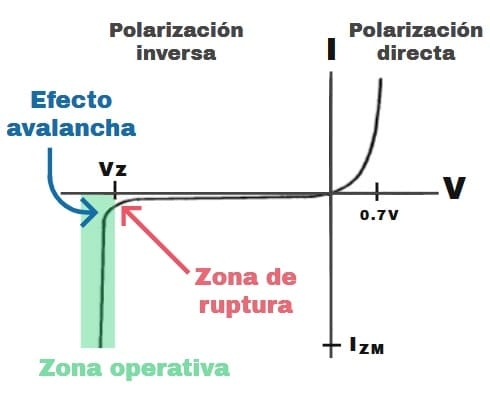 Polarización
inversa
Polarización
directa
I
Efecto
avalancha
Vz
V
0.7V
Zona de
ruptura
IZM
Zona operativa